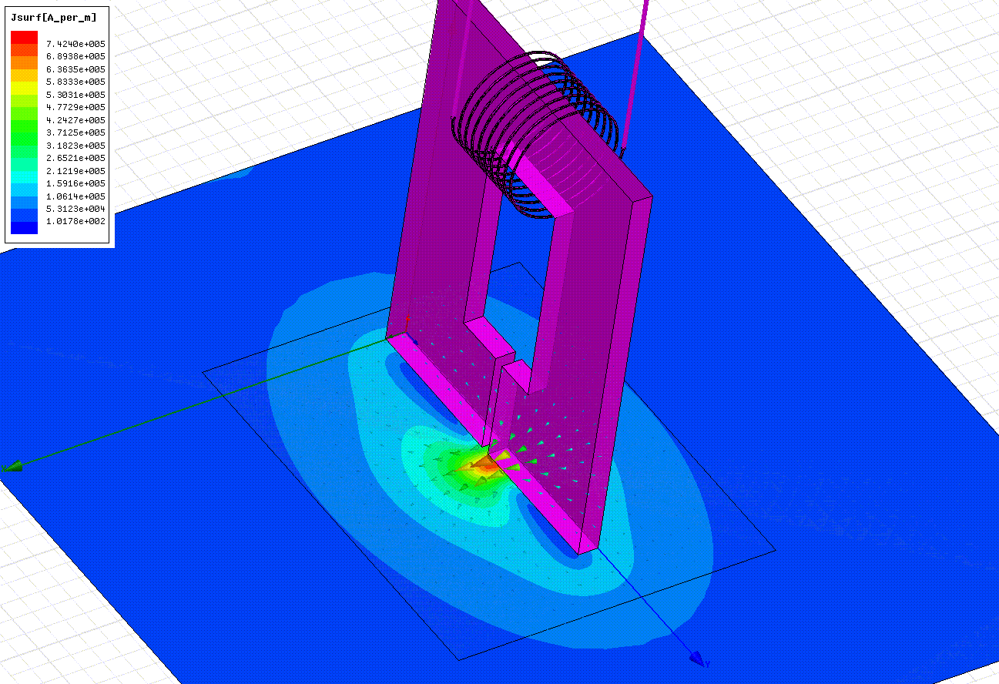 Jsurf[A_per_m]
7.4240e+005
6.8938e+005
6.3635e+005
5.8333e+005
5.3031e+005
4.7729e+005
4.2427e+005
3.7125e+005
3.1823e+005
2.6521e+005
2.1219e+005
1.5916e+005
1.0614e+005
5.3123e+004
1.0178e+002
Y